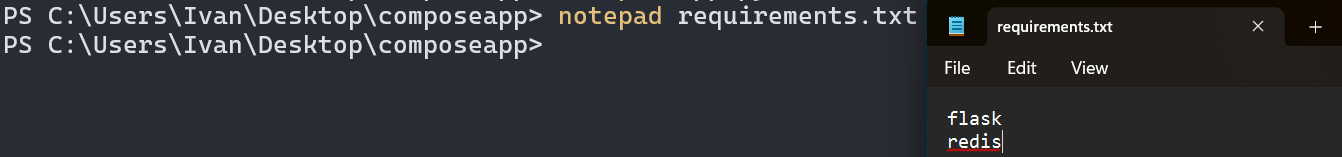 PS C:\Users\Ivan\Desktop\composeapp> notepad requirements.txt
PS C:\Users\Ivan\Desktop\composeapp>
requirements.txt
File Edit View
flask
redis